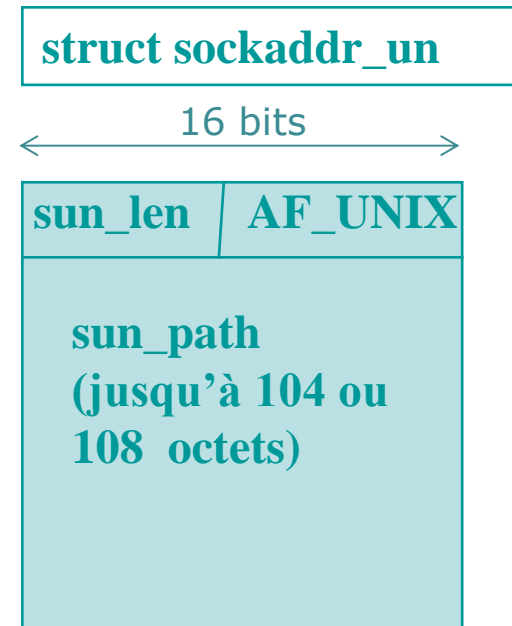 struct sockaddr_un
16 bits
sun_len AF_UNIX
sun_path
(jusqu’à 104 ou
108 octets)